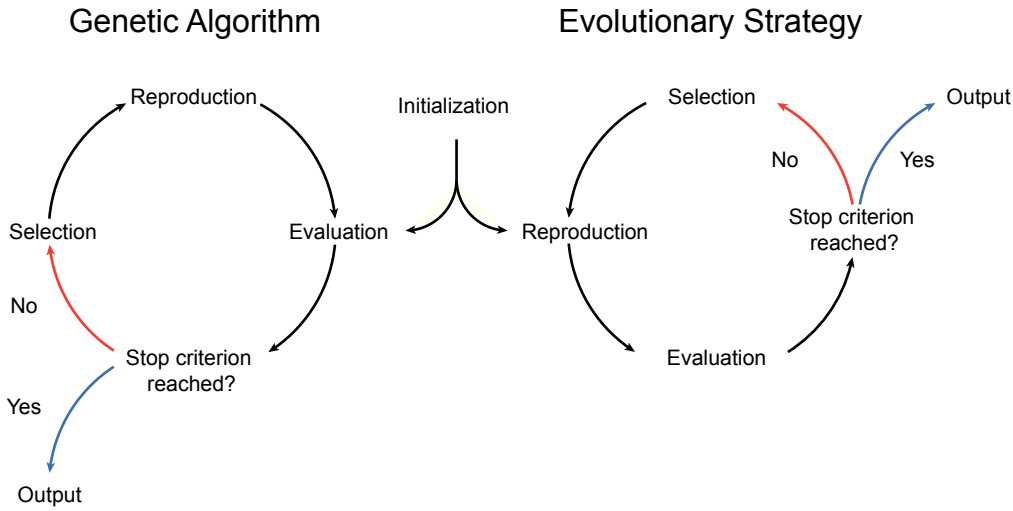 Genetic Algorithm
Evolutionary Strategy
Reproduction
Initialization
Selection
Output
No
Yes
Selection
Evaluation
Reproduction
Stop criterion
reached?
No
Stop criterion
reached?
Evaluation
Yes
Output